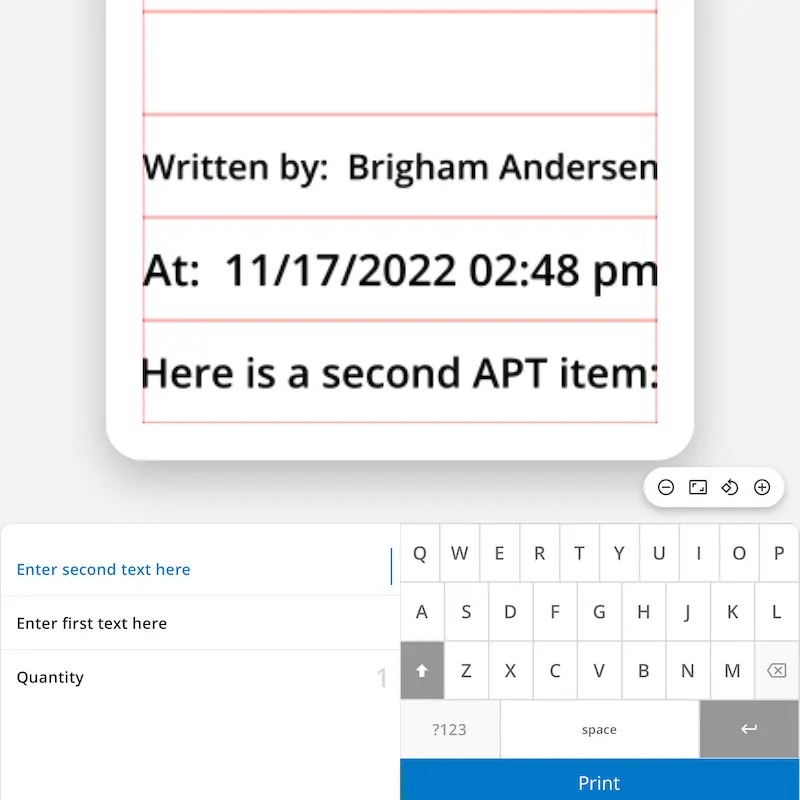 Written by:  Brigham Andersen
At:  11/17/2022 02:48 pm
Here is a second APT item:
Enter second text here
Enter first text here
Quantity 1
Q W E R T Y U I O P
A S D F G H J K L
Z X C V B N M
?123 space
Print